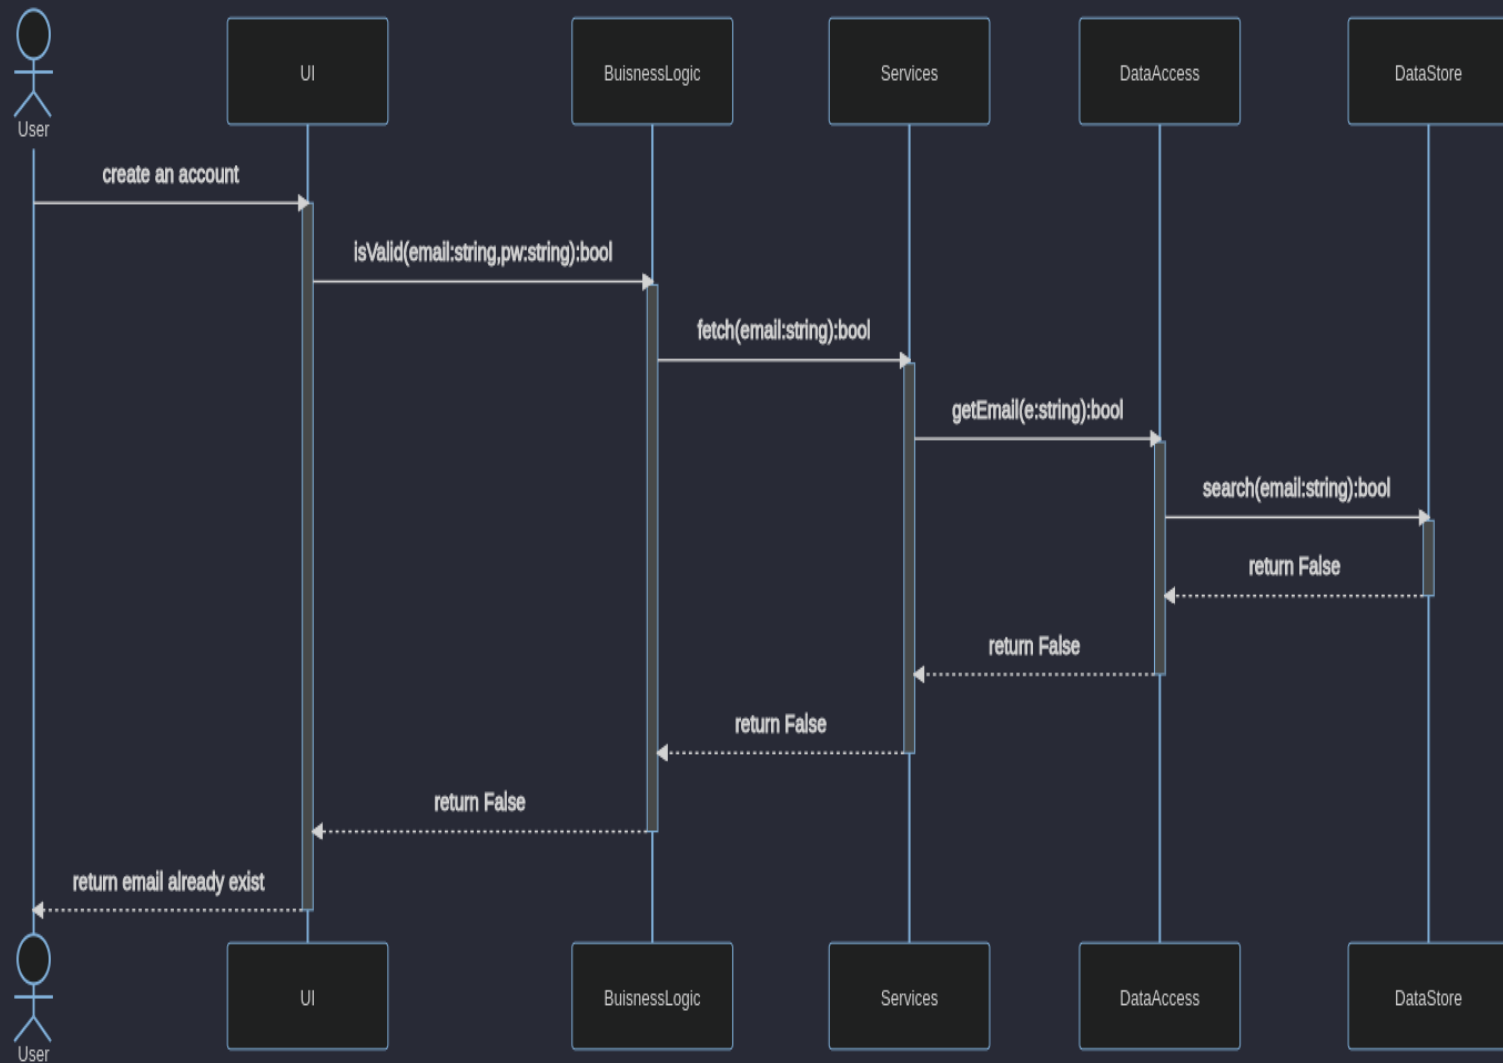 User
UI
BuisnessLogic
Services
DataAccess
DataStore
create an account
isValid(email:string,pw:string):bool
fetch(email:string):bool
getEmail(e:string):bool
search(email:string):bool
return False
return False
return False
return False
return email already exist
User
UI
BuisnessLogic
Services
DataAccess
DataStore